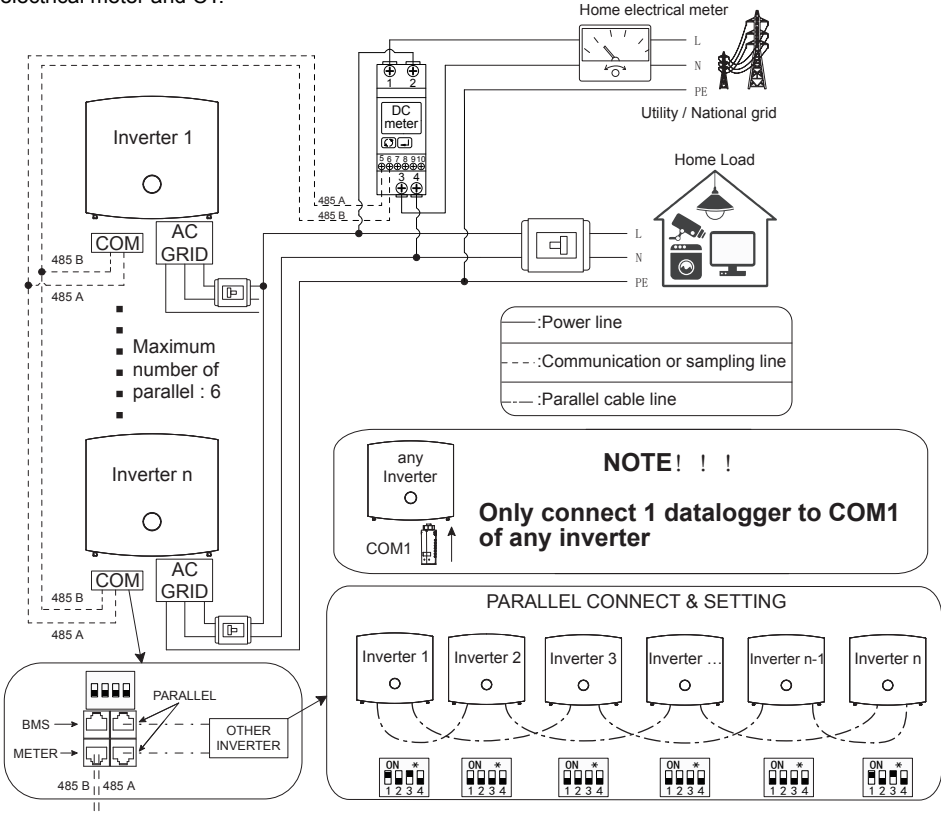 Home electrical meter
L
N
PE
Utility / National grid
1 2
DC
meter
5 6 7 8 9 10
3 4
485 A
485 B
Inverter 1
COM
AC
GRID
485 B
485 A
Home Load
L
N
PE
Maximum
number of
parallel : 6
:Power line
:Communication or sampling line
:Parallel cable line
Inverter n
COM
AC
GRID
485 B
485 A
any
Inverter
COM1
NOTE！！！
Only connect 1 datalogger to COM1
of any inverter
PARALLEL
BMS
METER
OTHER
INVERTER
485 B
485 A
PARALLEL CONNECT & SETTING
Inverter 1
Inverter 2
Inverter 3
Inverter ...
Inverter n-1
Inverter n
ON *
1 2 3 4
ON *
1 2 3 4
ON *
1 2 3 4
ON *
1 2 3 4
ON *
1 2 3 4
ON *
1 2 3 4